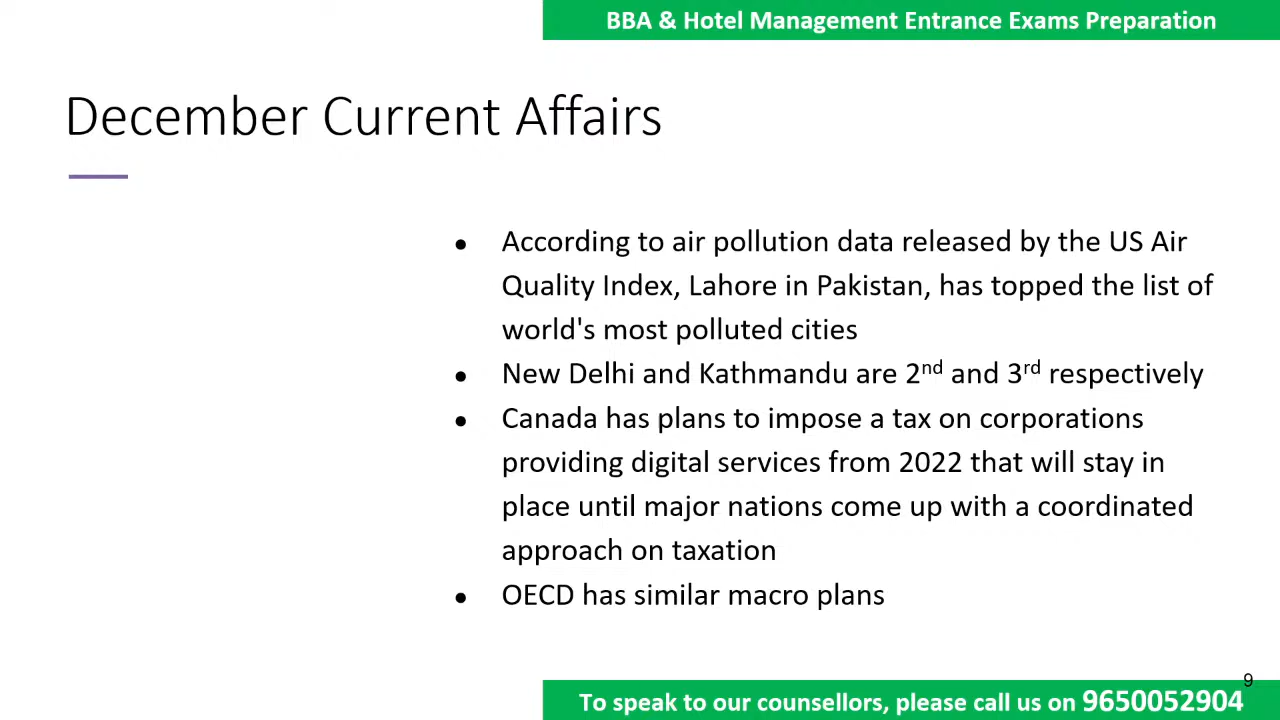 BBA & Hotel Management Entrance Exams Preparation
December Current Affairs
● According to air pollution data released by the US Air
Quality Index, Lahore in Pakistan, has topped the list of
world's most polluted cities
● New Delhi and Kathmandu are 2nd and 3rd respectively
● Canada has plans to impose a tax on corporations
providing digital services from 2022 that will stay in
place until major nations come up with a coordinated
approach on taxation
● OECD has similar macro plans
9
To speak to our counsellors, please call us on 9650052904